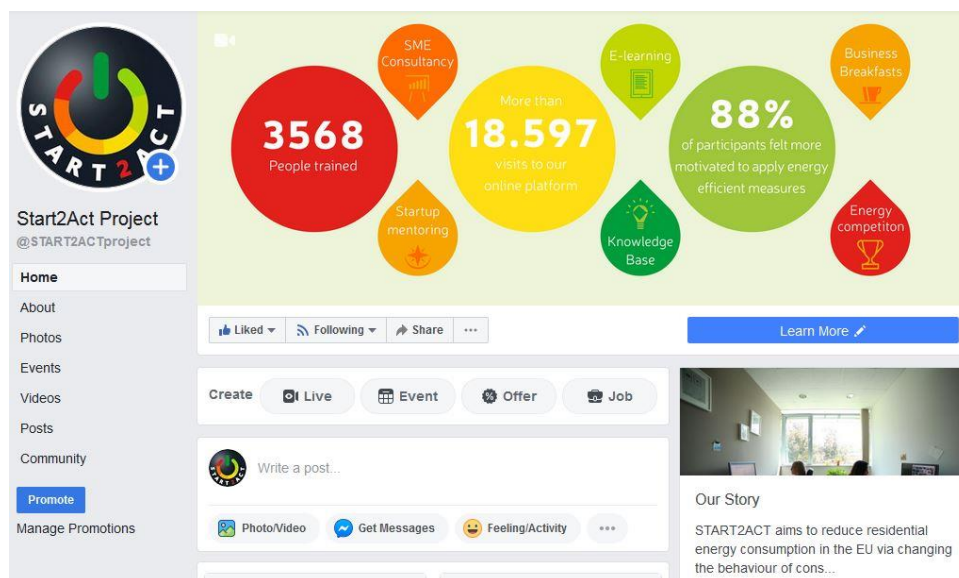 START2ACT
SME
Consultancy
E-learning
Business
Breakfasts
3568
People trained
More than
18.597
visits to our
online platform
88%
of participants felt more
motivated to apply energy
efficient measures
Startup
mentoring
Knowledge
Base
Energy
competiton
Start2Act Project
@START2ACTproject
Home
About
Photos
Events
Videos
Posts
Community
Promote
Manage Promotions
Liked
Following
Share
Learn More
Create
Live
Event
Offer
Job
START2ACT
Write a post...
Photo/Video
Get Messages
Feeling/Activity
Our Story
START2ACT aims to reduce residential
energy consumption in the EU via changing
the behaviour of cons...